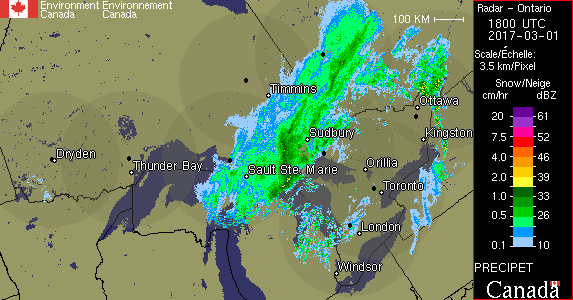 Environment Environnement
Canada Canada
100 KM
Radar - Ontario
1800 UTC
2017-03-01
Scale/Échelle:
3.5 km/Pixel
Snow/Neige
cm/hr dBZ
20 61
7.5 52
4.0 46
2.0 39
1.0 33
0.5 26
0.1 10
PRECIPET
Canada
Timmins
Ottawa
Sudbury
Kingston
Dryden
Thunder Bay
Sault Ste. Marie
Orillia
Toronto
London
Windsor